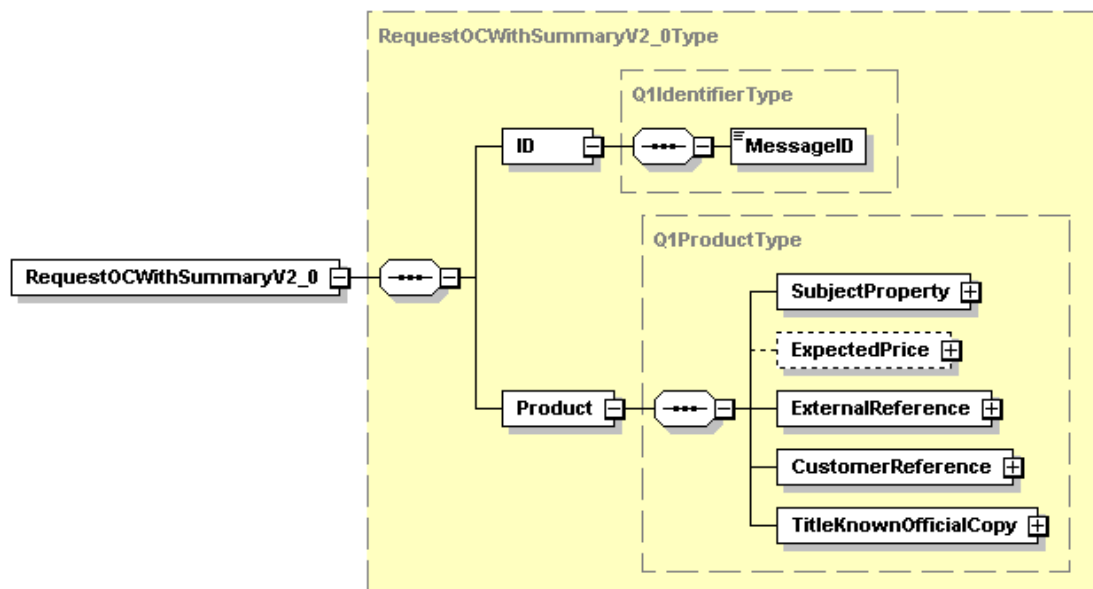 RequestOCWithSummaryV2_0Type
Q1IdentifierType
ID
MessageID
Q1ProductType
RequestOCWithSummaryV2_0
SubjectProperty
ExpectedPrice
Product
ExternalReference
CustomerReference
TitleKnownOfficialCopy